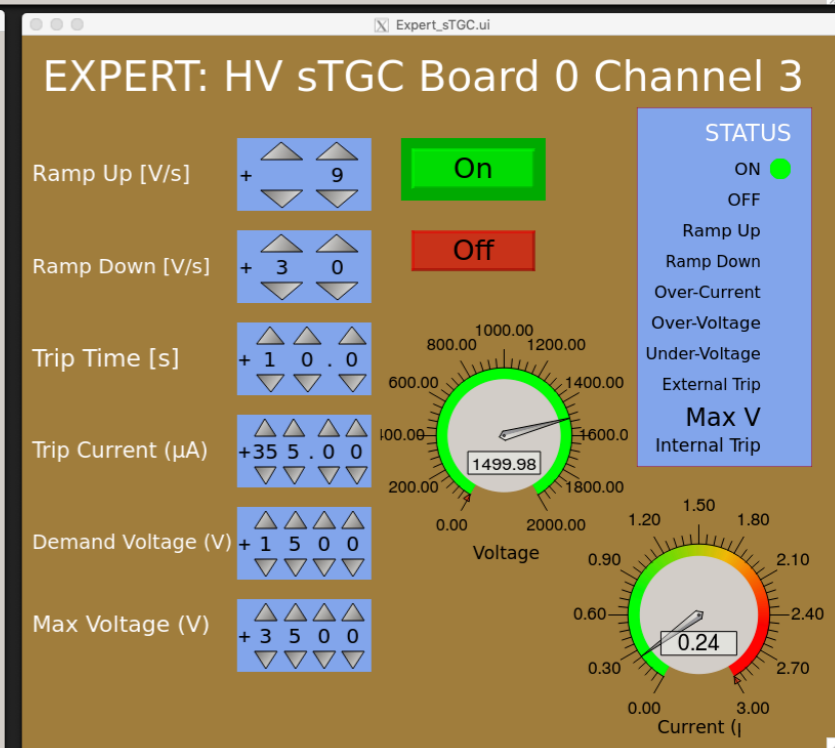 Expert_sTGC.ui
EXPERT: HV sTGC Board 0 Channel 3
Ramp Up [V/s]
+ 9
Ramp Down [V/s]
+ 3 0
Trip Time [s]
+ 1 0 . 0
Trip Current (µA)
+35 5 . 0 0
Demand Voltage (V)
+ 1 5 0 0
Max Voltage (V)
+ 3 5 0 0
On
Off
0.00
200.00
400.00
600.00
800.00
1000.00
1200.00
1400.00
1600.0
1800.00
2000.00
1499.98
Voltage
STATUS
ON
OFF
Ramp Up
Ramp Down
Over-Current
Over-Voltage
Under-Voltage
External Trip
Max V
Internal Trip
0.00
0.30
0.60
0.90
1.20
1.50
1.80
2.10
2.40
2.70
3.00
0.24
Current (